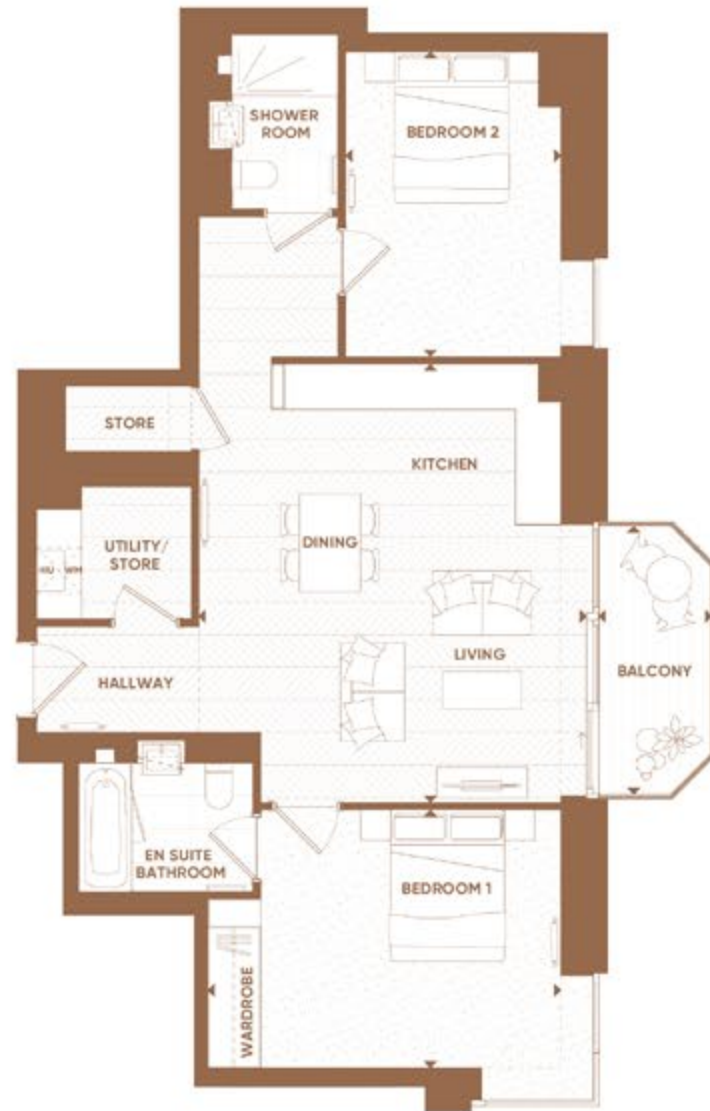 SHOWER
ROOM
BEDROOM 2
STORE
KITCHEN
UTILITY/
STORE
DINING
HALLWAY
LIVING
BALCONY
EN SUITE
BATHROOM
BEDROOM 1
WARDROBE